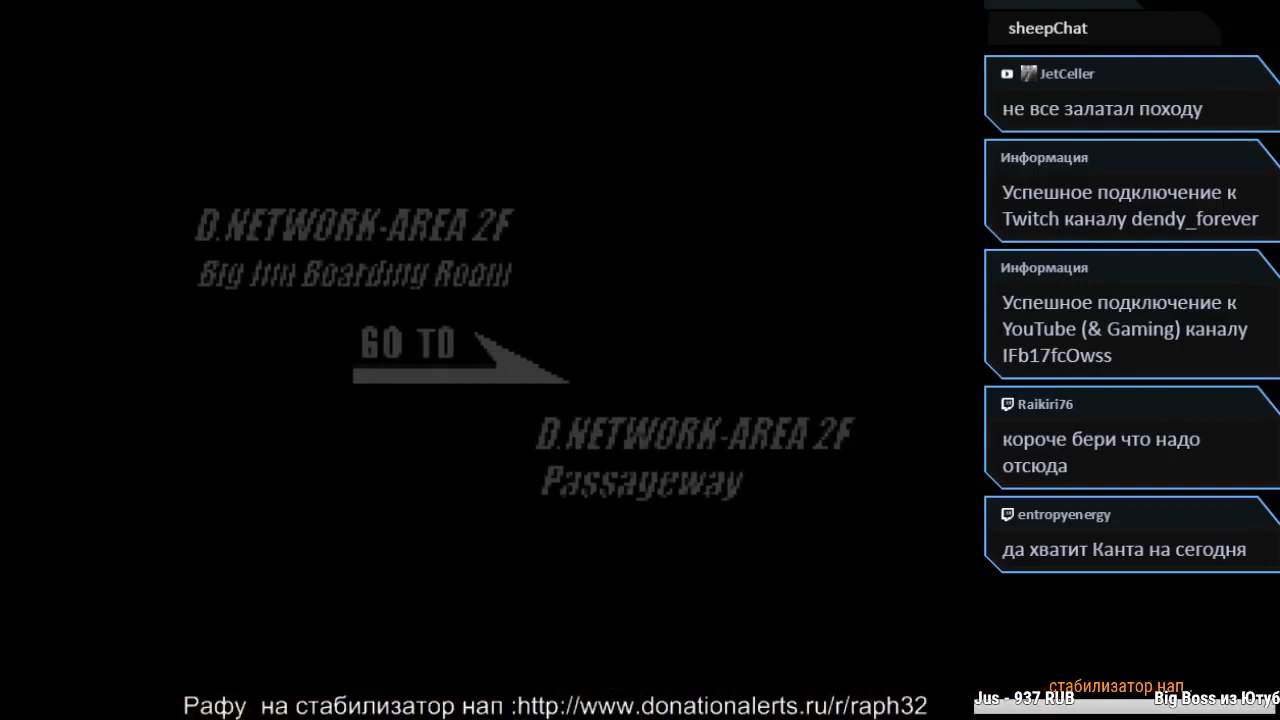 D.NETWORK-AREA 2F
Big Inn Boarding Room
GO TO
D.NETWORK-AREA 2F
Passageway
sheepChat
JetCeller
не все залатал походу
Информация
Успешное подключение к
Twitch каналу dendy_forever
Информация
Успешное подключение к
YouTube (& Gaming) каналу
IFb17fcOwss
Raikiri76
короче бери что надо
отсюда
entropyenergy
да хватит Канта на сегодня
стабилизатор нап
Jus - 937 RUB Big Boss из Ютуб
Рафу на стабилизатор нап :http://www.donationalerts.ru/r/raph32